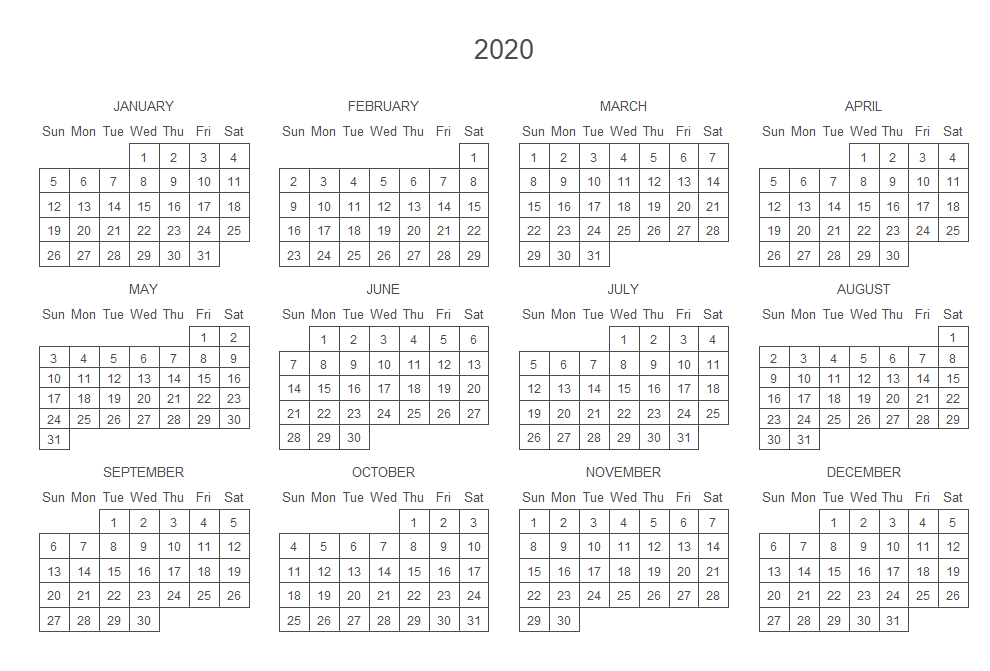 2020
JANUARY FEBRUARY MARCH APRIL
Sun Mon Tue Wed Thu Fri Sat Sun Mon Tue Wed Thu Fri Sat Sun Mon Tue Wed Thu Fri Sat Sun Mon Tue Wed Thu Fri Sat
1 2 3 4 1 1 2 3 4 5 6 7 1 2 3 4
5 6 7 8 9 10 11 2 3 4 5 6 7 8 8 9 10 11 12 13 14 5 6 7 8 9 10 11
12 13 14 15 16 17 18 9 10 11 12 13 14 15 15 16 17 18 19 20 21 12 13 14 15 16 17 18
19 20 21 22 23 24 25 16 17 18 19 20 21 22 22 23 24 25 26 27 28 19 20 21 22 23 24 25
26 27 28 29 30 31 23 24 25 26 27 28 29 29 30 31 26 27 28 29 30
MAY JUNE JULY AUGUST
Sun Mon Tue Wed Thu Fri Sat Sun Mon Tue Wed Thu Fri Sat Sun Mon Tue Wed Thu Fri Sat Sun Mon Tue Wed Thu Fri Sat
1 2 1 2 3 4 5 6 1 2 3 4 1
3 4 5 6 7 8 9 7 8 9 10 11 12 13 5 6 7 8 9 10 11 2 3 4 5 6 7 8
10 11 12 13 14 15 16 14 15 16 17 18 19 20 12 13 14 15 16 17 18 9 10 11 12 13 14 15
17 18 19 20 21 22 23 21 22 23 24 25 26 27 19 20 21 22 23 24 25 16 17 18 19 20 21 22
24 25 26 27 28 29 30 28 29 30 26 27 28 29 30 31 23 24 25 26 27 28 29
31 30 31
SEPTEMBER OCTOBER NOVEMBER DECEMBER
Sun Mon Tue Wed Thu Fri Sat Sun Mon Tue Wed Thu Fri Sat Sun Mon Tue Wed Thu Fri Sat Sun Mon Tue Wed Thu Fri Sat
1 2 3 4 5 1 2 3 1 2 3 4 5 6 7 1 2 3 4 5
6 7 8 9 10 11 12 4 5 6 7 8 9 10 8 9 10 11 12 13 14 6 7 8 9 10 11 12
13 14 15 16 17 18 19 11 12 13 14 15 16 17 15 16 17 18 19 20 21 13 14 15 16 17 18 19
20 21 22 23 24 25 26 18 19 20 21 22 23 24 22 23 24 25 26 27 28 20 21 22 23 24 25 26
27 28 29 30 25 26 27 28 29 30 31 29 30 27 28 29 30 31